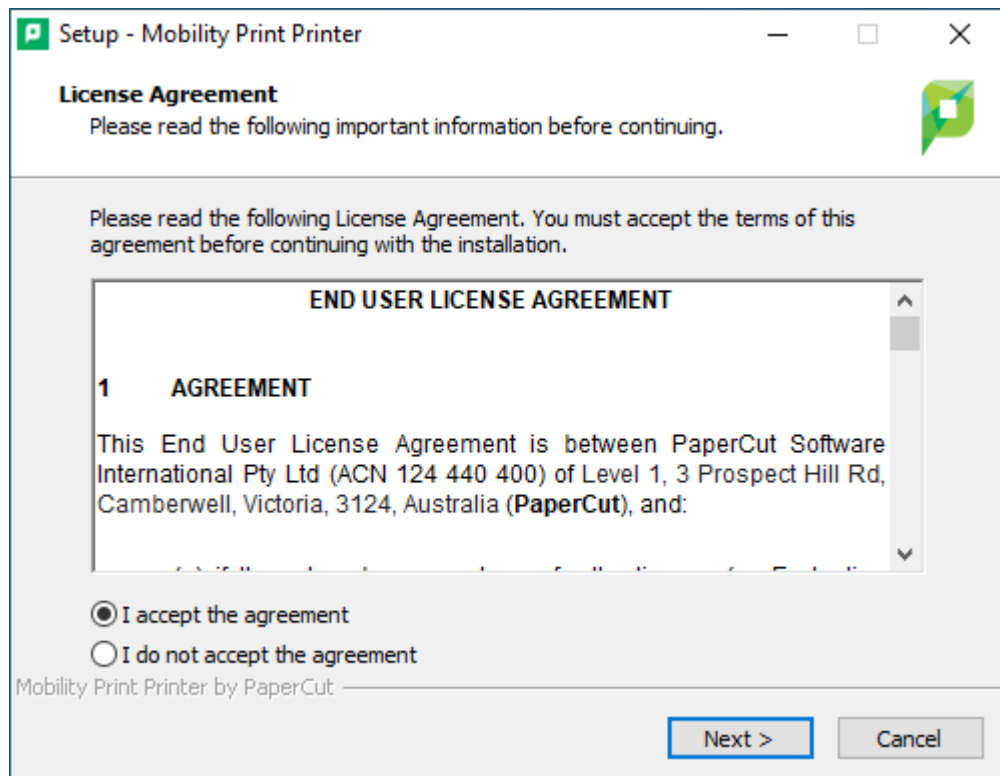 Setup - Mobility Print Printer
License Agreement
Please read the following important information before continuing.
Please read the following License Agreement. You must accept the terms of this
agreement before continuing with the installation.
END USER LICENSE AGREEMENT
1 AGREEMENT
This End User License Agreement is between PaperCut Software
International Pty Ltd (ACN 124 440 400) of Level 1, 3 Prospect Hill Rd,
Camberwell, Victoria, 3124, Australia (PaperCut), and:
I accept the agreement
I do not accept the agreement
Mobility Print Printer by PaperCut
Next >
Cancel